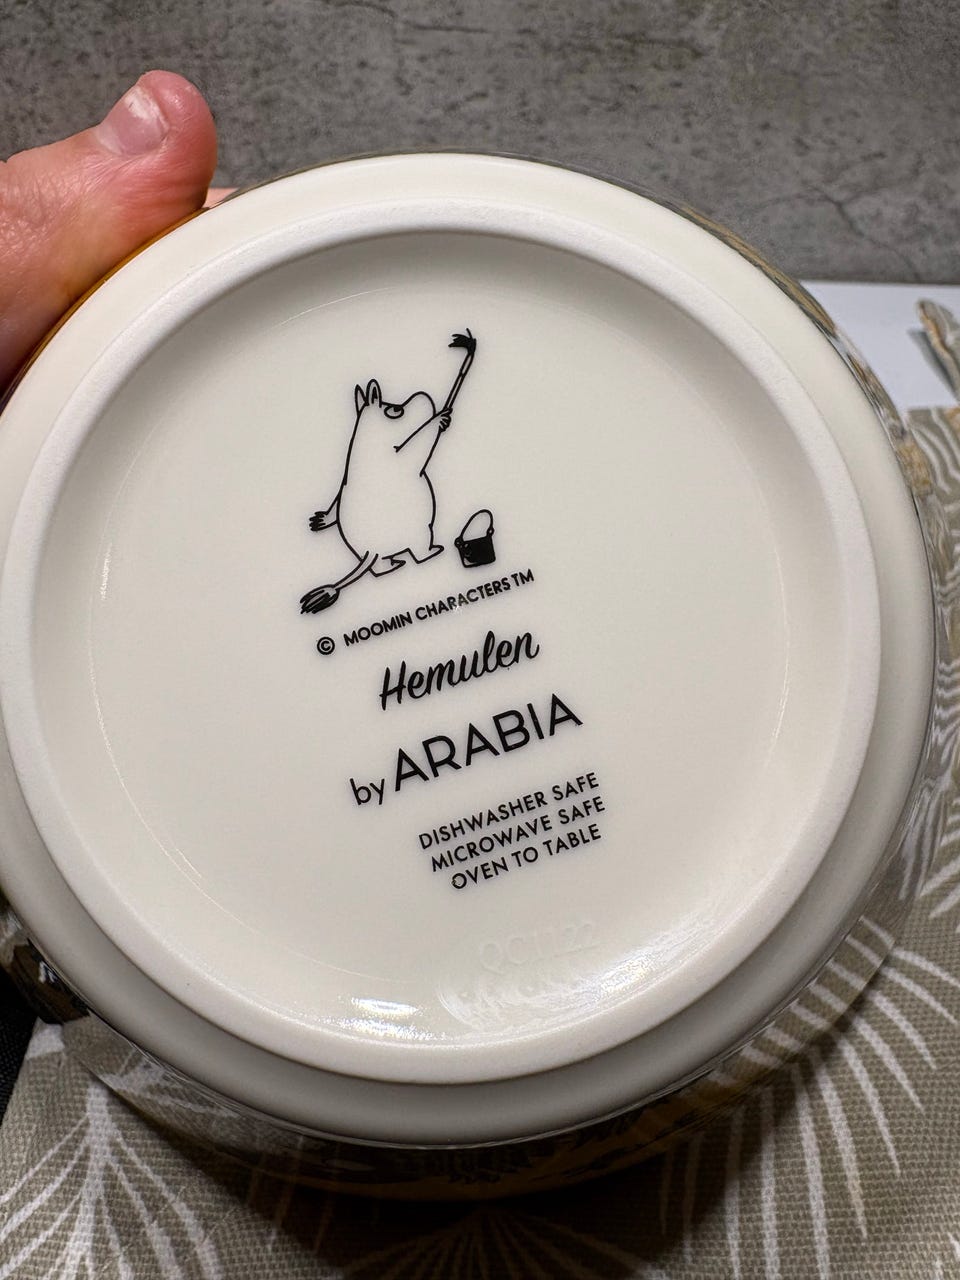 © MOOMIN CHARACTERS TM
Hemulen
by ARABIA
DISHWASHER SAFE
MICROWAVE SAFE
OVEN TO TABLE